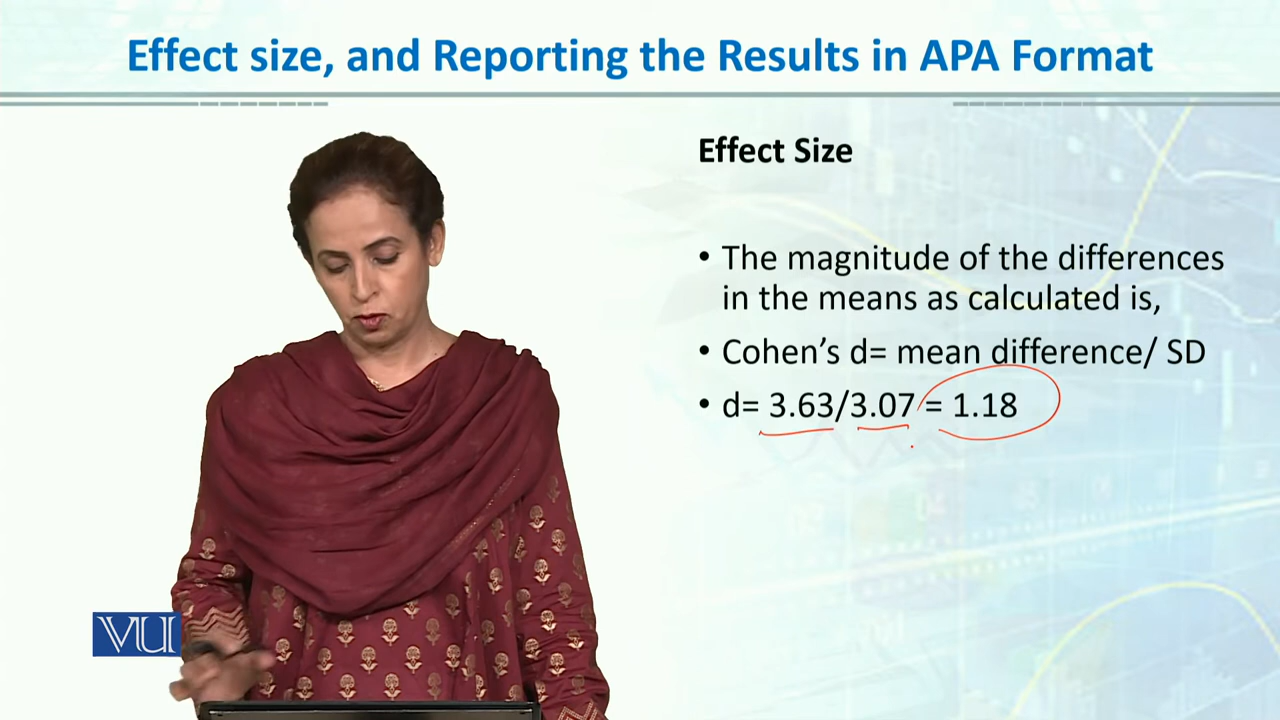 Effect size, and Reporting the Results in APA Format
Effect Size
• The magnitude of the differences
in the means as calculated is,
• Cohen's d= mean difference/ SD
• d= 3.63/3.07 = 1.18
VU